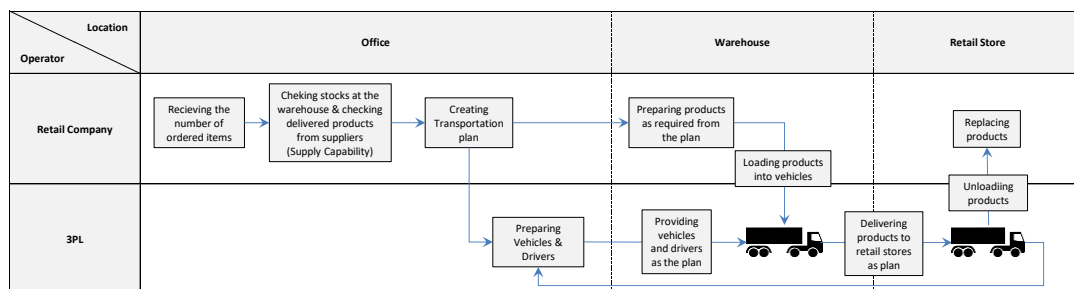 Location
Operator
Office
Warehouse
Retail Store
Retail Company
Recieving the
number of
ordered items
Cheking stocks at the
warehouse & checking
delivered products
from suppliers
(Supply Capability)
Creating
Transportation
plan
Preparing products
as required from
the plan
Loading products
into vehicles
Replacing
products
Unloadiing
products
3PL
Preparing
Vehicles &
Drivers
Providing
vehicles
and drivers
as the plan
Delivering
products to
retail stores
as plan